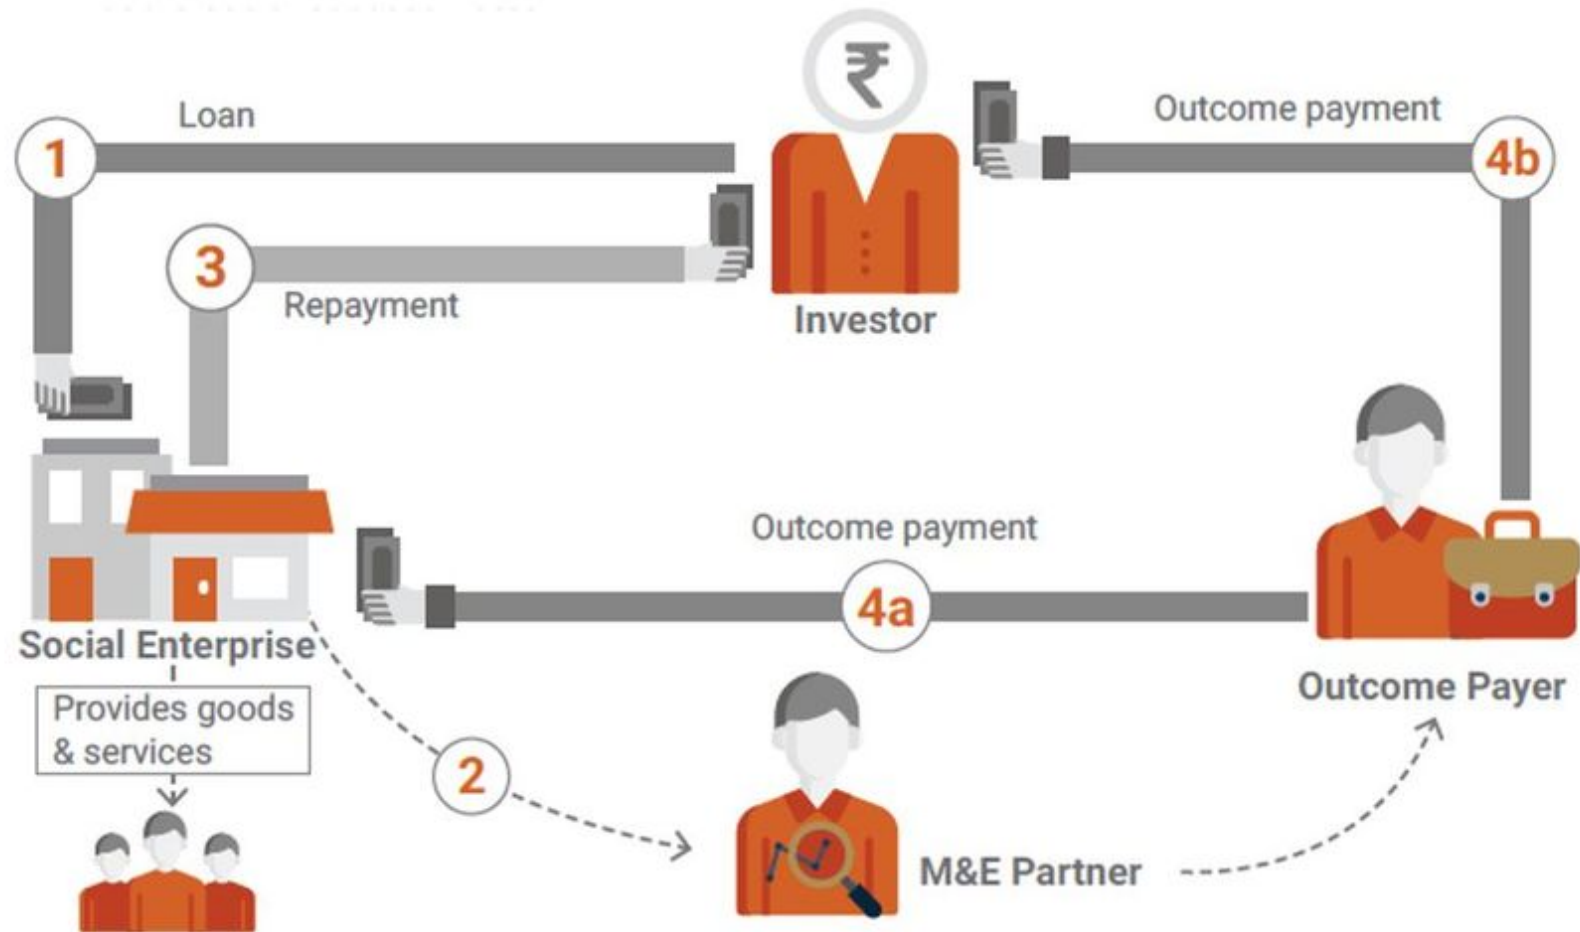 ₹
Loan
Outcome payment
1
4b
3
Repayment
Investor
Outcome payment
4a
Social Enterprise
Outcome Payer
Provides goods
& services
2
M&E Partner